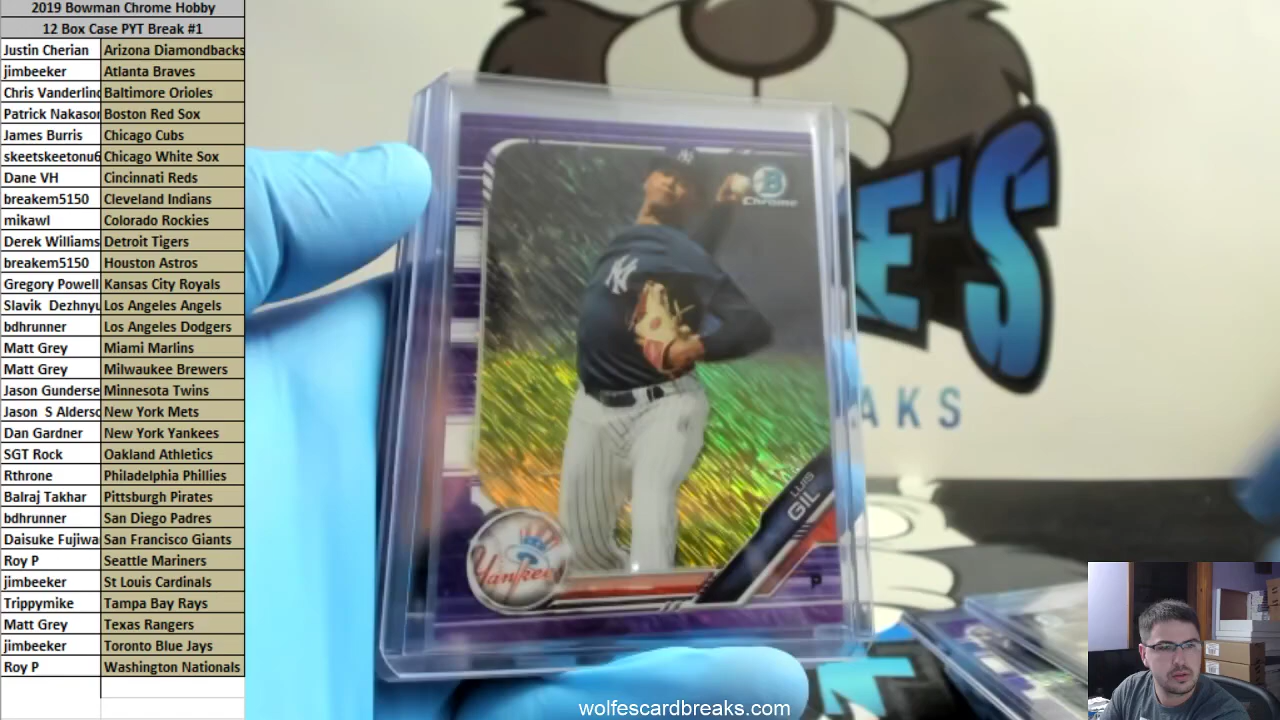 2019 Bowman Chrome Hobby
12 Box Case PYT Break #1
Justin Cherian Arizona Diamondbacks
jimbeeker Atlanta Braves
Chris Vanderlind Baltimore Orioles
Patrick Nakason Boston Red Sox
James Burris Chicago Cubs
skeetskeetonu6 Chicago White Sox
Dane VH Cincinnati Reds
breakem5150 Cleveland Indians
mikawl Colorado Rockies
Derek Williams Detroit Tigers
breakem5150 Houston Astros
Gregory Powell Kansas City Royals
Slavik Dezhnyu Los Angeles Angels
bdhrunner Los Angeles Dodgers
Matt Grey Miami Marlins
Matt Grey Milwaukee Brewers
Jason Gunderse Minnesota Twins
Jason S Alderso New York Mets
Dan Gardner New York Yankees
SGT Rock Oakland Athletics
Rthrone Philadelphia Phillies
Balraj Takhar Pittsburgh Pirates
bdhrunner San Diego Padres
Daisuke Fujiwa San Francisco Giants
Roy P Seattle Mariners
jimbeeker St Louis Cardinals
Trippymike Tampa Bay Rays
Matt Grey Texas Rangers
jimbeeker Toronto Blue Jays
Roy P Washington Nationals
B
Chrome
NY
LUIS
GIL
P
Yankees
E'S
AKS
wolfescardbreaks.com